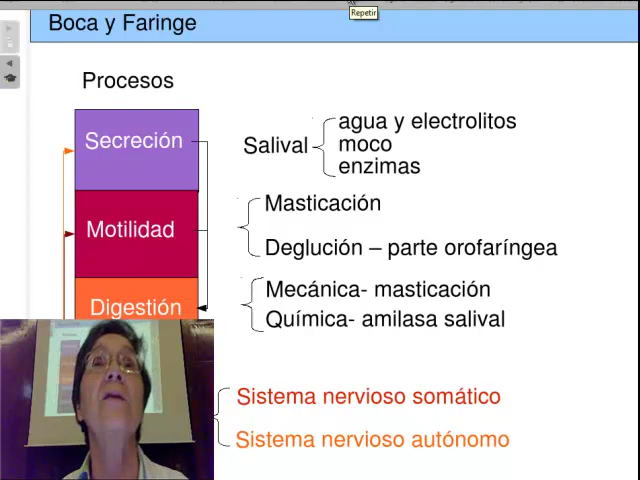 Repetir
Boca y Faringe
Procesos
Secreción
Salival
agua y electrolitos
moco
enzimas
Motilidad
Masticación
Deglución – parte orofaríngea
Digestión
Mecánica- masticación
Química- amilasa salival
Sistema nervioso somático
Sistema nervioso autónomo